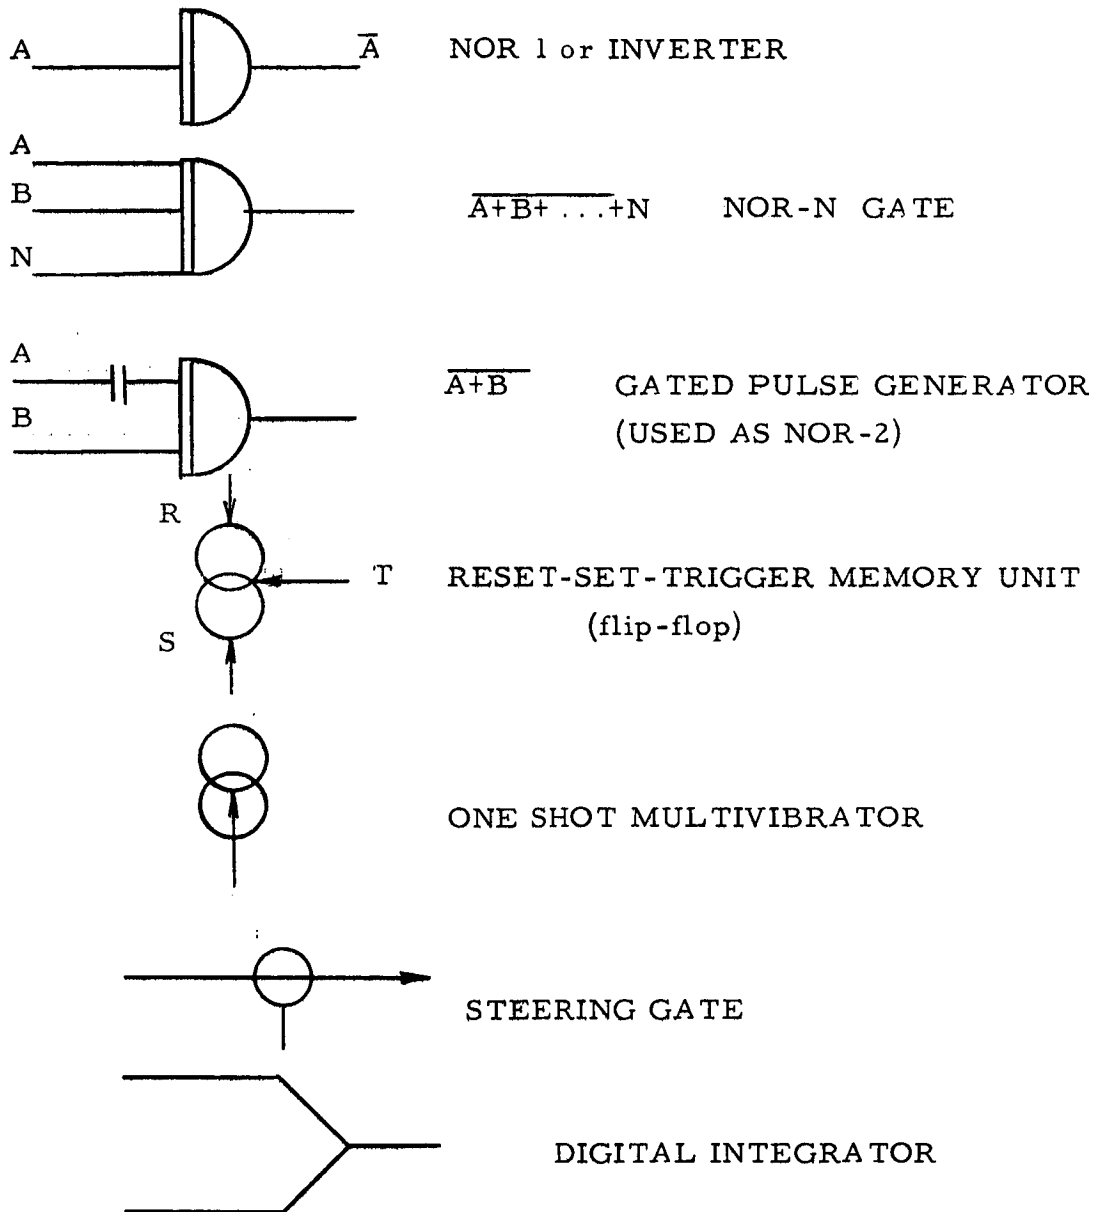 A A̅ NOR 1 or INVERTER
A
B A+B+ ...+N NOR-N GATE
N
A
A+B GATED PULSE GENERATOR
B (USED AS NOR-2)
R
T RESET-SET-TRIGGER MEMORY UNIT
(flip-flop)
S
ONE SHOT MULTIVIBRATOR
STEERING GATE
DIGITAL INTEGRATOR